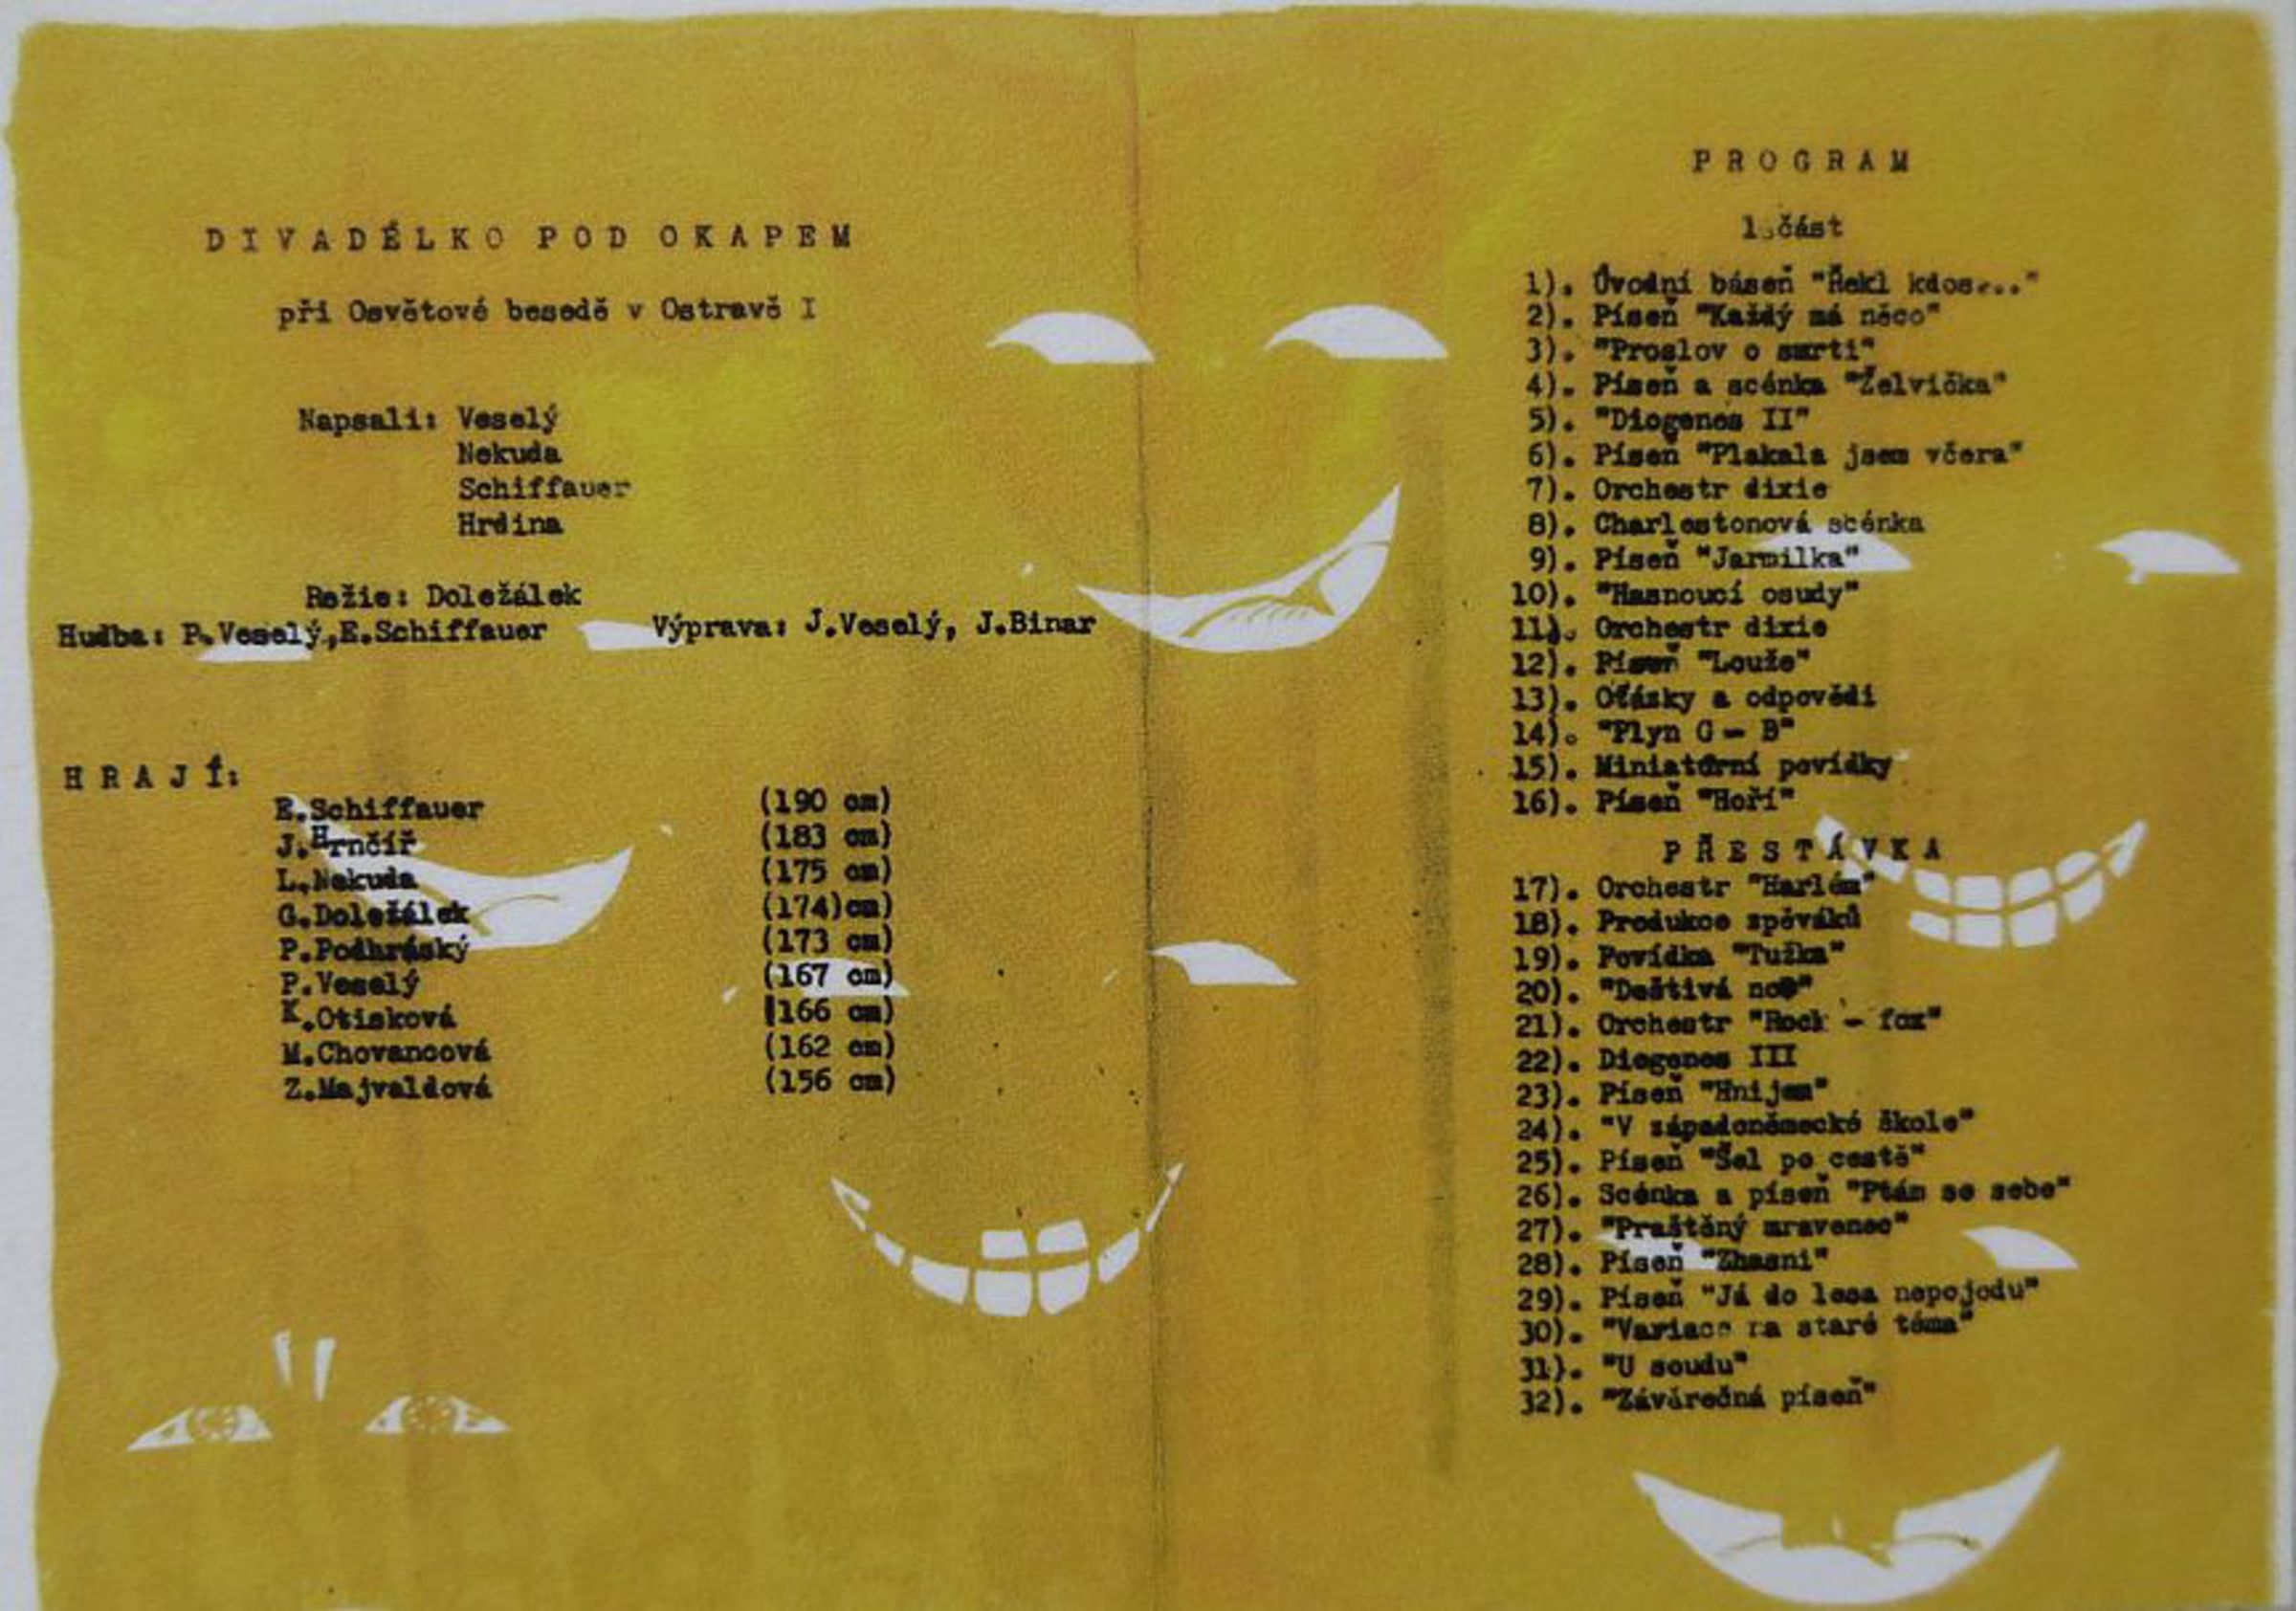 DIVADÉLKO POD OKAPEM
při Osvětové besedě v Ostravě I
Napsali: Veselý
Nekuda
Schiffauer
Hrdina
Režie: Doležálek
Hudba: P.Veselý,E.Schiffauer Výprava: J.Veselý, J.Binar
HRAJÍ:
E.Schiffauer (190 cm)
J.Hrnčíř (183 cm)
L.Nekuda (175 cm)
G.Doležálek (174)cm)
P.Podhráský (173 cm)
P.Veselý (167 cm)
K.Otisková (166 cm)
M.Chovancová (162 cm)
Z.Majvaldová (156 cm)
PROGRAM
1.část
1). Úvodní báseň "Řekl kdos..."
2). Píseň "Každý má něco"
3). "Proslov o smrti"
4). Píseň a scénka "Želvička"
5). "Diogenes II"
6). Píseň "Plakala jsem včera"
7). Orchestr dixie
8). Charlestonová scénka
9). Píseň "Jarmilka"
10). "Hasnoucí osudy"
11). Orchestr dixie
12). Píseň "Louže"
13). Otázky a odpovědi
14). "Plyn G - B"
15). Miniatúrní povídky
16). Píseň "Hoří"
PŘESTÁVKA
17). Orchestr "Harlém"
18). Produkce zpěváků
19). Povídka "Tužka"
20). "Deštivá noc"
21). Orchestr "Rock - fox"
22). Diogenes III
23). Píseň "Hnijem"
24). "V západoněmecké škole"
25). Píseň "Šel po cestě"
26). Scénka a píseň "Ptám se sebe"
27). "Praštěný mravenec"
28). Píseň "Zhasni"
29). Píseň "Já do lesa nepojedu"
30). "Variace na staré téma"
31). "U soudu"
32). "Závěrečná píseň"